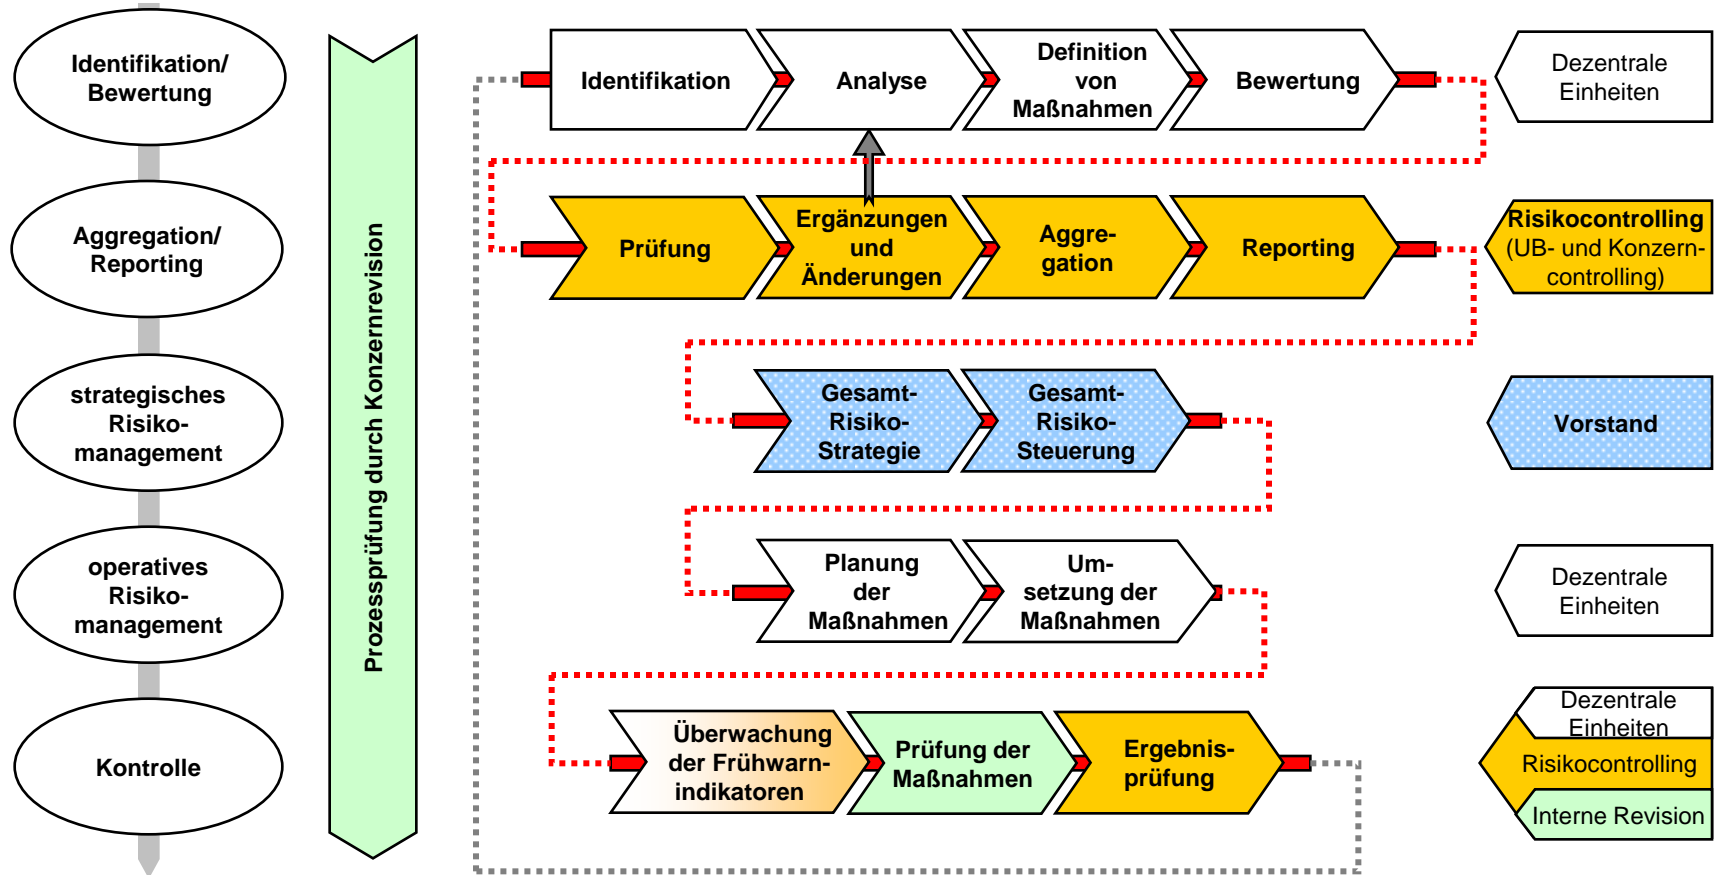 Identifikation/
Bewertung
Identifikation
Analyse
Definition
von
Maßnahmen
Bewertung
Dezentrale
Einheiten
Prozessprüfung durch Konzernrevision
Aggregation/
Reporting
Prüfung
Ergänzungen
und
Änderungen
Aggre-
gation
Reporting
Risikocontrolling
(UB- und Konzern-
controlling)
strategisches
Risiko-
management
Gesamt-
Risiko-
Strategie
Gesamt-
Risiko-
Steuerung
Vorstand
operatives
Risiko-
management
Planung
der
Maßnahmen
Um-
setzung der
Maßnahmen
Dezentrale
Einheiten
Kontrolle
Überwachung
der Frühwarn-
indikatoren
Prüfung der
Maßnahmen
Ergebnis-
prüfung
Dezentrale
Einheiten
Risikocontrolling
Interne Revision